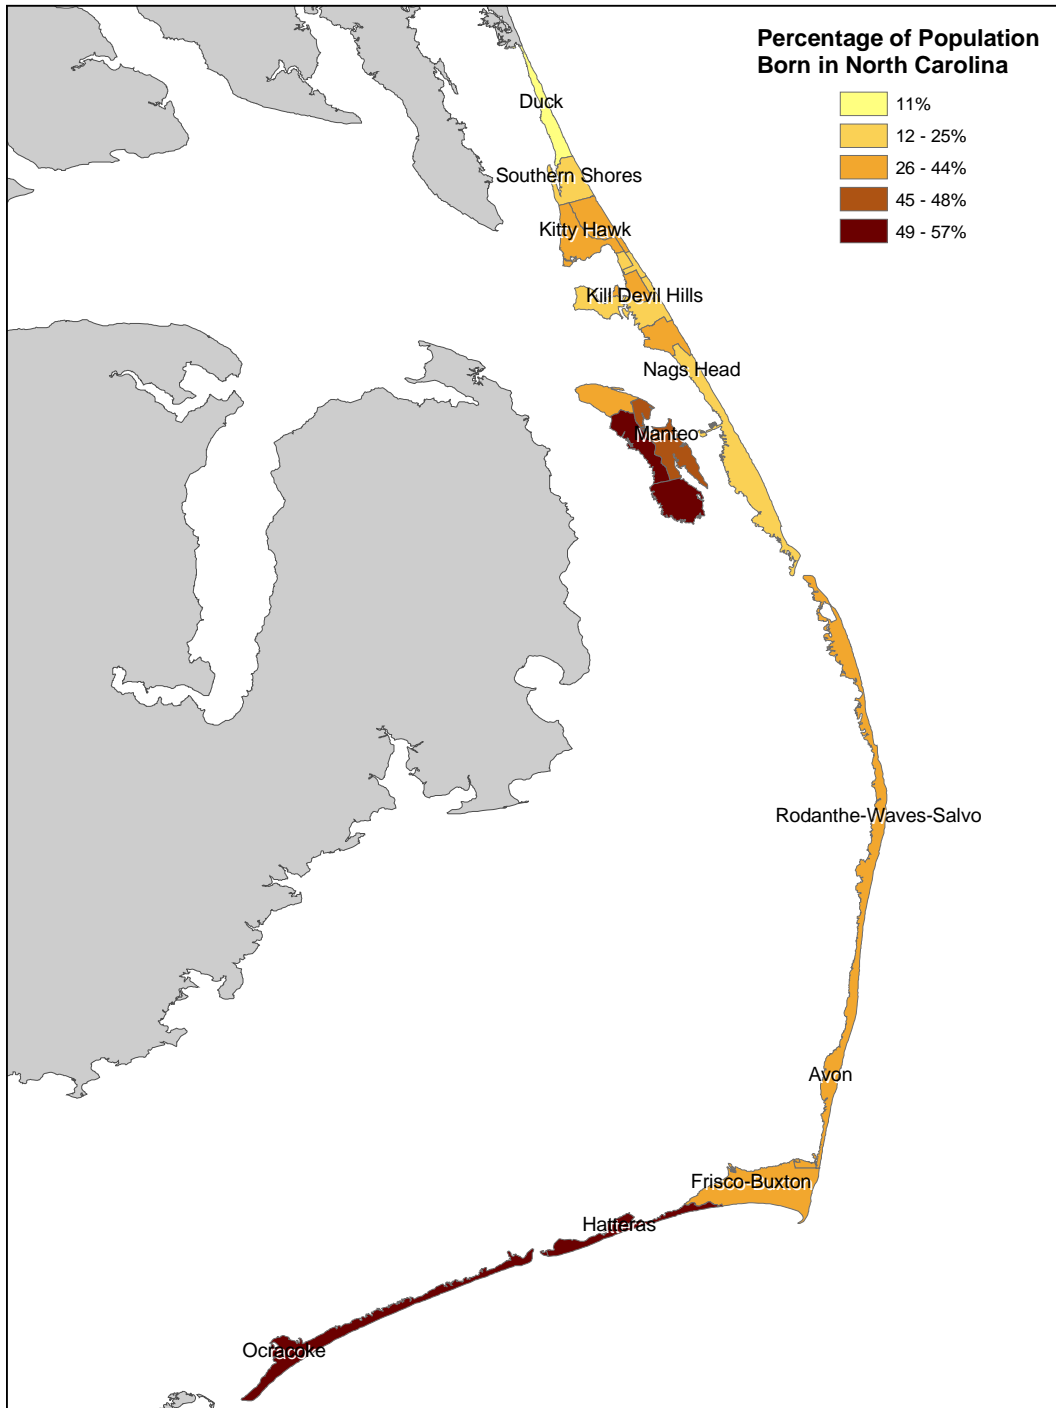 Percentage of Population
Born in North Carolina
11%
12 - 25%
26 - 44%
45 - 48%
49 - 57%
Duck
Southern Shores
Kitty Hawk
Kill Devil Hills
Nags Head
Manteo
Rodanthe-Waves-Salvo
Avon
Frisco-Buxton
Hatteras
Ocracoke